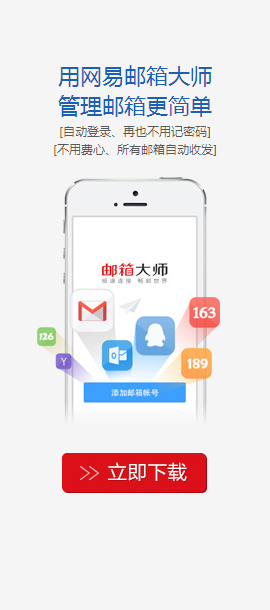 用网易邮箱大师
管理邮箱更简单
[自动登录、再也不用记密码]
[不用费心、所有邮箱自动收发]
邮箱大师
极速连接 畅邮世界
163
126
Y
189
添加邮箱帐号
>> 立即下载